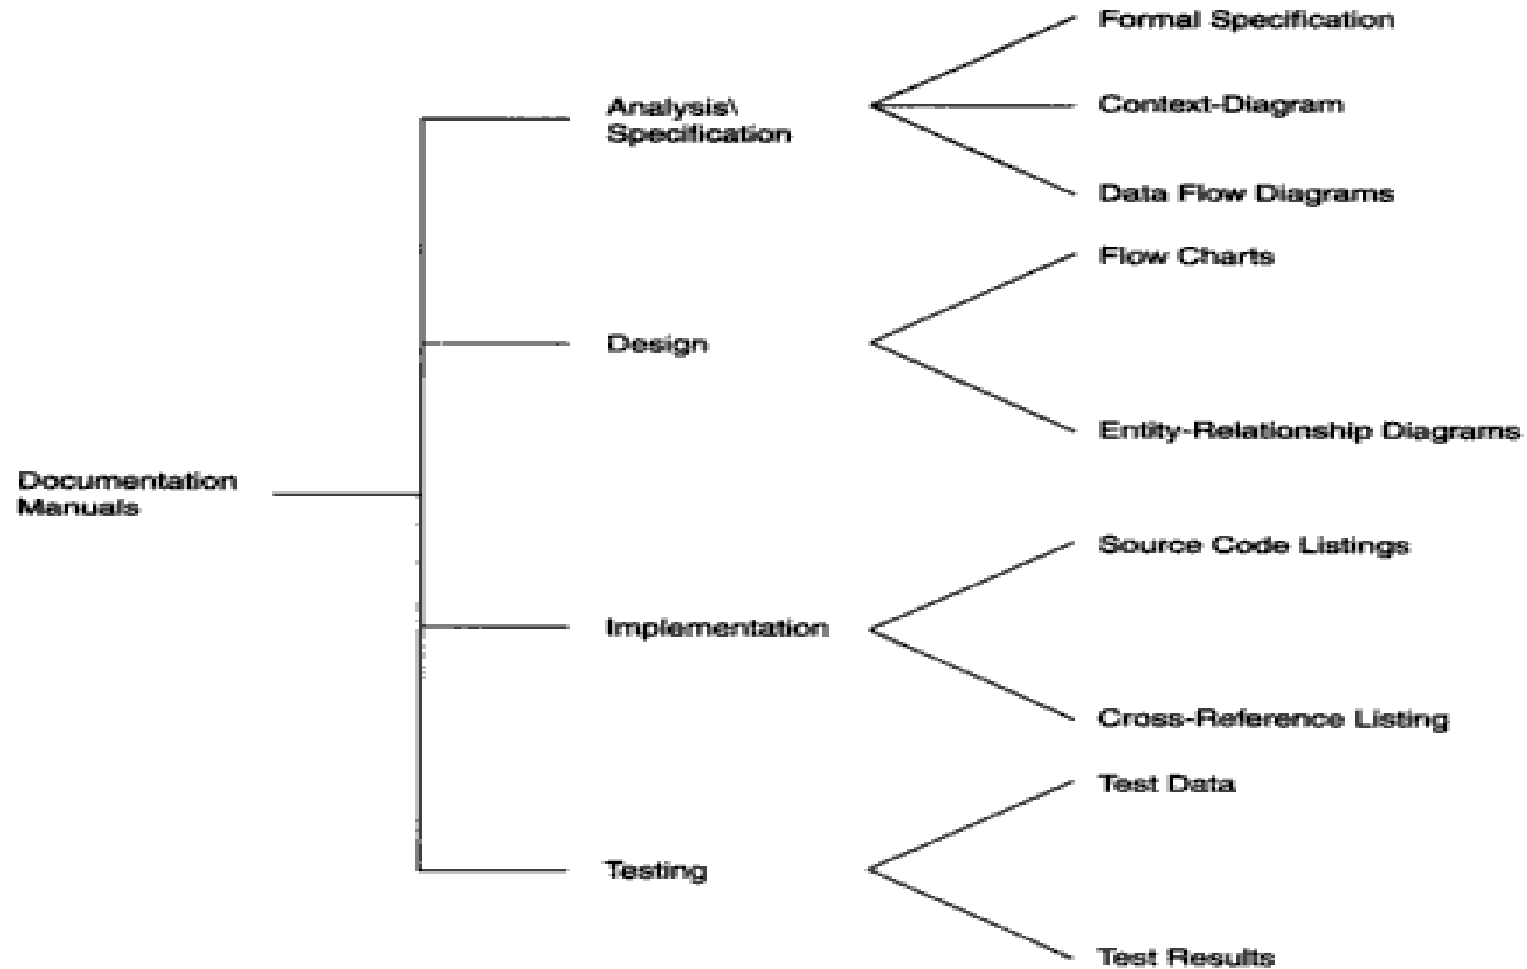 Formal Specification
Analysis\
Specification
Context-Diagram
Data Flow Diagrams
Flow Charts
Design
Entity-Relationship Diagrams
Documentation
Manuals
Source Code Listings
Implementation
Cross-Reference Listing
Test Data
Testing
Test Results